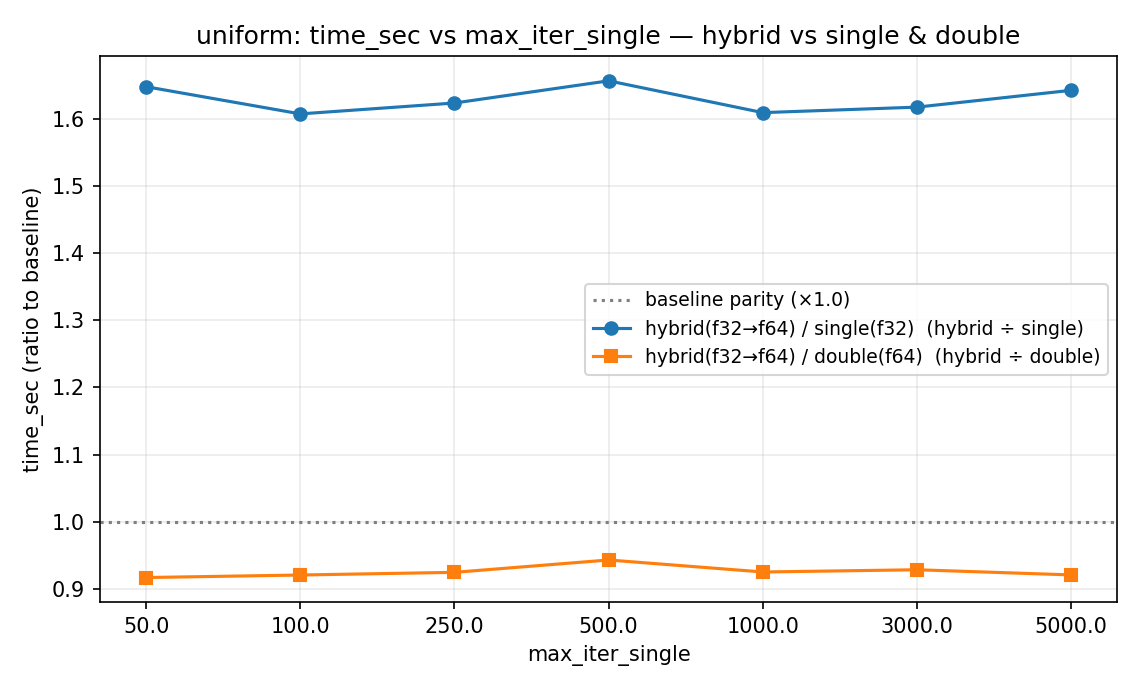 uniform: time_sec vs max_iter_single — hybrid vs single & double
time_sec (ratio to baseline)
1.6
1.5
1.4
1.3
1.2
1.1
1.0
0.9
baseline parity (×1.0)
hybrid(f32→f64) / single(f32)  (hybrid ÷ single)
hybrid(f32→f64) / double(f64)  (hybrid ÷ double)
50.0 100.0 250.0 500.0 1000.0 3000.0 5000.0
max_iter_single